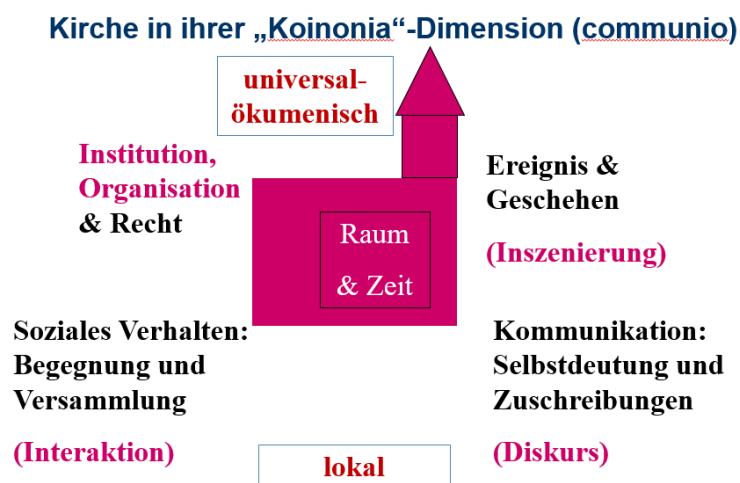 Kirche in ihrer „Koinonia“-Dimension (communio)
universal-
ökumenisch
Institution,
Organisation
& Recht
Ereignis &
Geschehen
(Inszenierung)
Raum
& Zeit
Soziales Verhalten:
Begegnung und
Versammlung
(Interaktion)
Kommunikation:
Selbstdeutung und
Zuschreibungen
(Diskurs)
lokal